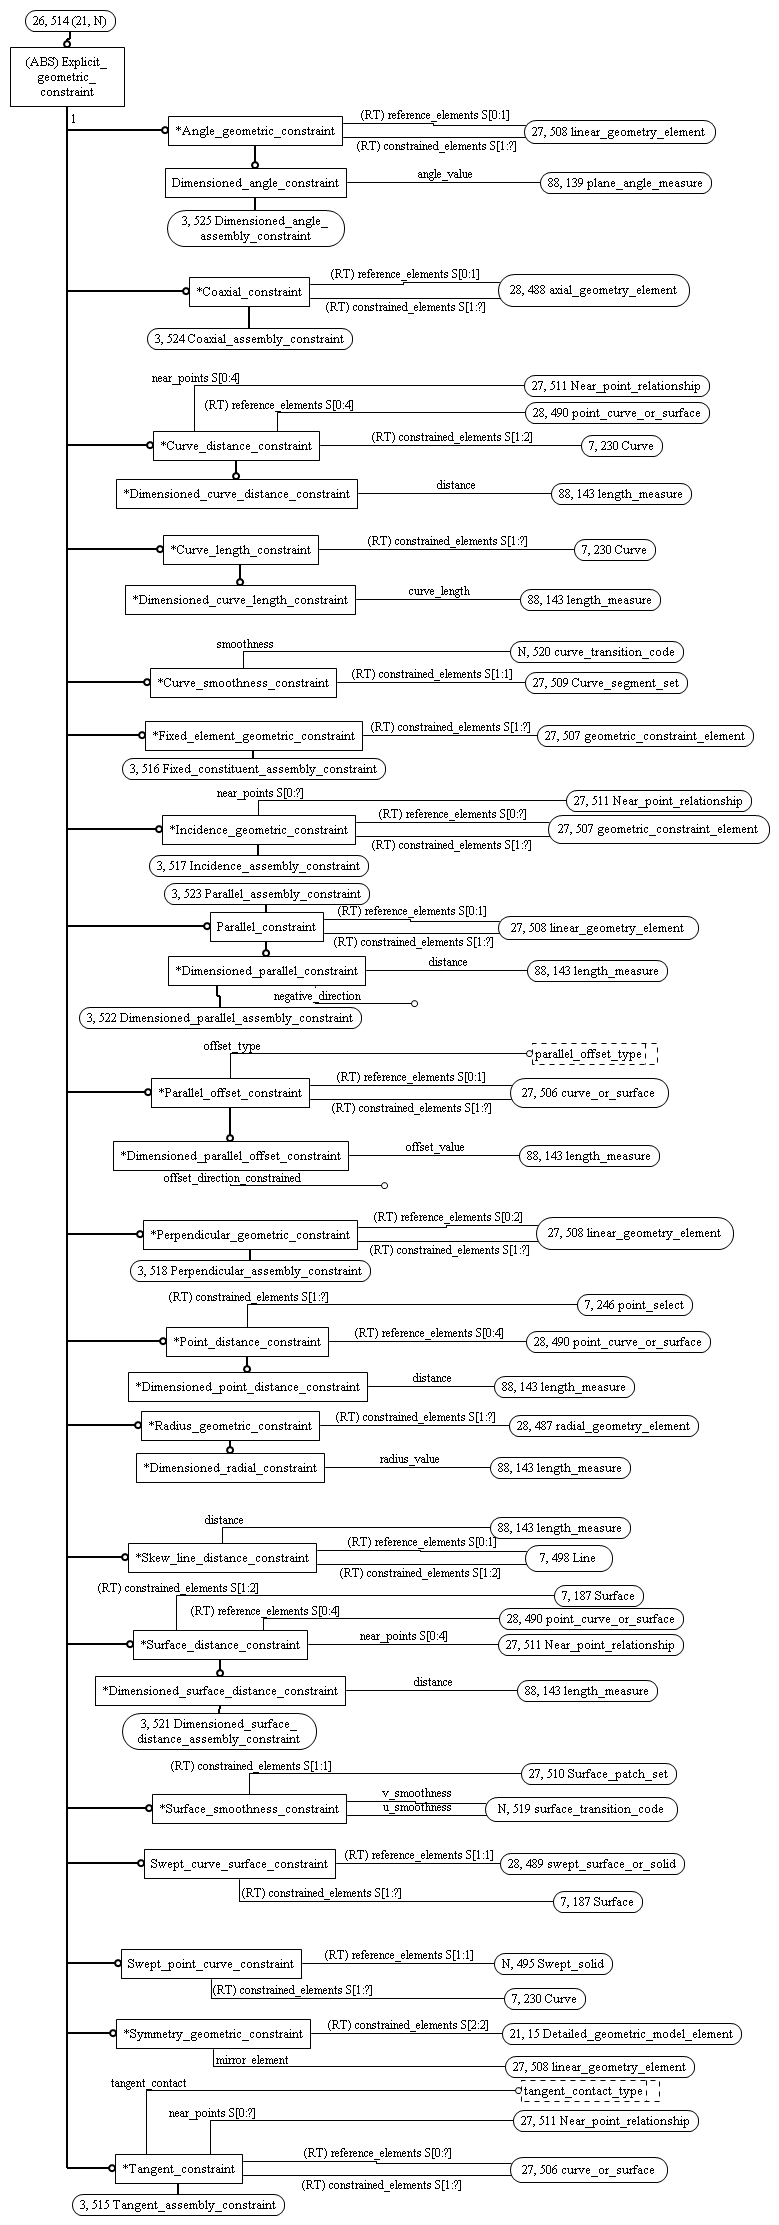 26, 514 (21, N)
(ABS) Explicit_
geometric_
constraint
1
(RT) reference_elements S[0:1]
*Angle_geometric_constraint
27, 508 linear_geometry_element
(RT) constrained_elements S[1:?]
Dimensioned_angle_constraint
angle_value
88, 139 plane_angle_measure
3, 525 Dimensioned_angle_
assembly_constraint
(RT) reference_elements S[0:1]
*Coaxial_constraint
28, 488 axial_geometry_element
(RT) constrained_elements S[1:?]
3, 524 Coaxial_assembly_constraint
near_points S[0:4]
27, 511 Near_point_relationship
(RT) reference_elements S[0:4]
28, 490 point_curve_or_surface
*Curve_distance_constraint
(RT) constrained_elements S[1:2]
7, 230 Curve
*Dimensioned_curve_distance_constraint
distance
88, 143 length_measure
*Curve_length_constraint
(RT) constrained_elements S[1:?]
7, 230 Curve
*Dimensioned_curve_length_constraint
curve_length
88, 143 length_measure
smoothness
N, 520 curve_transition_code
*Curve_smoothness_constraint
(RT) constrained_elements S[1:1]
27, 509 Curve_segment_set
*Fixed_element_geometric_constraint
(RT) constrained_elements S[1:?]
27, 507 geometric_constraint_element
3, 516 Fixed_constituent_assembly_constraint
near_points S[0:?]
27, 511 Near_point_relationship
(RT) reference_elements S[0:?]
*Incidence_geometric_constraint
27, 507 geometric_constraint_element
(RT) constrained_elements S[1:?]
3, 517 Incidence_assembly_constraint
3, 523 Parallel_assembly_constraint
(RT) reference_elements S[0:1]
Parallel_constraint
27, 508 linear_geometry_element
(RT) constrained_elements S[1:?]
*Dimensioned_parallel_constraint
distance
88, 143 length_measure
negative_direction
3, 522 Dimensioned_parallel_assembly_constraint
offset_type
parallel_offset_type
(RT) reference_elements S[0:1]
*Parallel_offset_constraint
27, 506 curve_or_surface
(RT) constrained_elements S[1:?]
*Dimensioned_parallel_offset_constraint
offset_value
88, 143 length_measure
offset_direction_constrained
(RT) reference_elements S[0:2]
*Perpendicular_geometric_constraint
27, 508 linear_geometry_element
(RT) constrained_elements S[1:?]
3, 518 Perpendicular_assembly_constraint
(RT) constrained_elements S[1:?]
7, 246 point_select
*Point_distance_constraint
(RT) reference_elements S[0:4]
28, 490 point_curve_or_surface
*Dimensioned_point_distance_constraint
distance
88, 143 length_measure
*Radius_geometric_constraint
(RT) constrained_elements S[1:?]
28, 487 radial_geometry_element
*Dimensioned_radial_constraint
radius_value
88, 143 length_measure
distance
88, 143 length_measure
(RT) reference_elements S[0:1]
*Skew_line_distance_constraint
7, 498 Line
(RT) constrained_elements S[1:2]
(RT) constrained_elements S[1:2]
7, 187 Surface
(RT) reference_elements S[0:4]
28, 490 point_curve_or_surface
*Surface_distance_constraint
near_points S[0:4]
27, 511 Near_point_relationship
*Dimensioned_surface_distance_constraint
distance
88, 143 length_measure
3, 521 Dimensioned_surface_
distance_assembly_constraint
(RT) constrained_elements S[1:1]
27, 510 Surface_patch_set
v_smoothness
*Surface_smoothness_constraint
u_smoothness
N, 519 surface_transition_code
Swept_curve_surface_constraint
(RT) reference_elements S[1:1]
28, 489 swept_surface_or_solid
(RT) constrained_elements S[1:?]
7, 187 Surface
Swept_point_curve_constraint
(RT) reference_elements S[1:1]
N, 495 Swept_solid
(RT) constrained_elements S[1:?]
7, 230 Curve
*Symmetry_geometric_constraint
(RT) constrained_elements S[2:2]
21, 15 Detailed_geometric_model_element
mirror_element
27, 508 linear_geometry_element
tangent_contact
tangent_contact_type
near_points S[0:?]
27, 511 Near_point_relationship
(RT) reference_elements S[0:?]
*Tangent_constraint
27, 506 curve_or_surface
(RT) constrained_elements S[1:?]
3, 515 Tangent_assembly_constraint